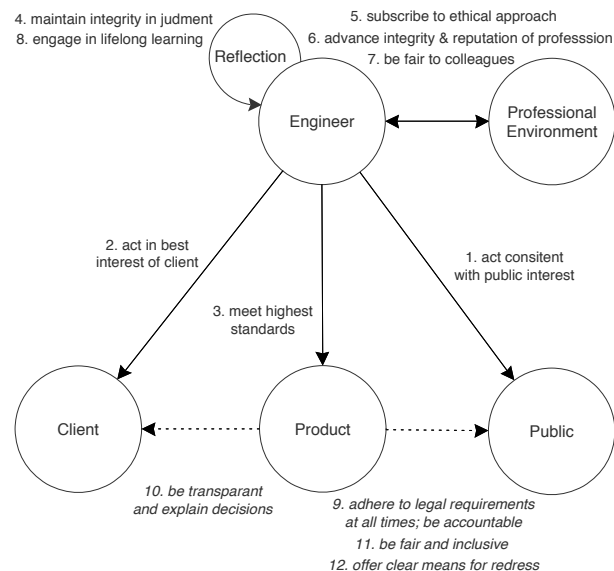 4. maintain integrity in judgment
8. engage in lifelong learning
5. subscribe to ethical approach
6. advance integrity & reputation of professsion
7. be fair to colleagues
Reflection
Engineer
Professional
Environment
2. act in best
interest of client
1. act consitent
with public interest
3. meet highest
standards
Client
Product
Public
10. be transparant
and explain decisions
9. adhere to legal requirements
at all times; be accountable
11. be fair and inclusive
12. offer clear means for redress